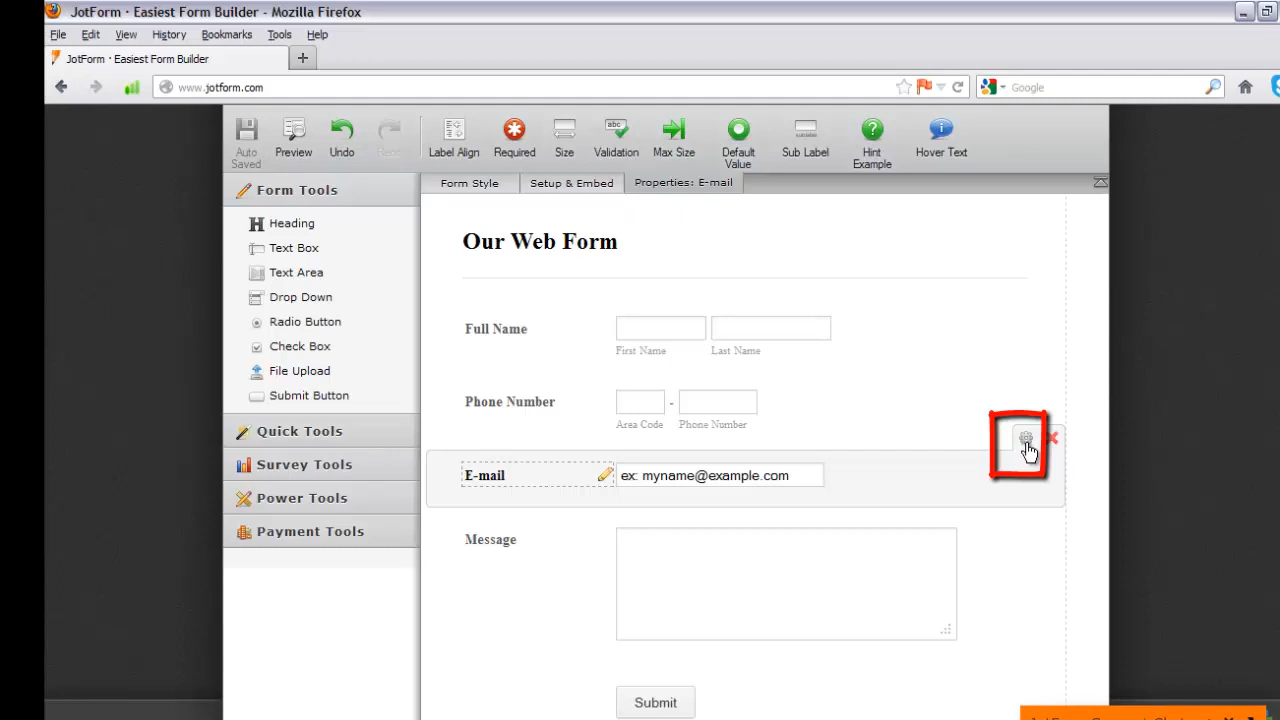 JotForm · Easiest Form Builder - Mozilla Firefox
File Edit View History Bookmarks Tools Help
JotForm · Easiest Form Builder
www.jotform.com
Google
Auto Saved
Preview
Undo
Label Align
Required
Size
abc
Validation
Max Size
Default Value
Sub Label
Hint Example
Hover Text
Form Style
Setup & Embed
Properties: E-mail
Form Tools
Heading
Text Box
Text Area
Drop Down
Radio Button
Check Box
File Upload
Submit Button
Quick Tools
Survey Tools
Power Tools
Payment Tools
Our Web Form
Full Name
First Name Last Name
Phone Number
-
Area Code Phone Number
E-mail ex: myname@example.com
Message
Submit